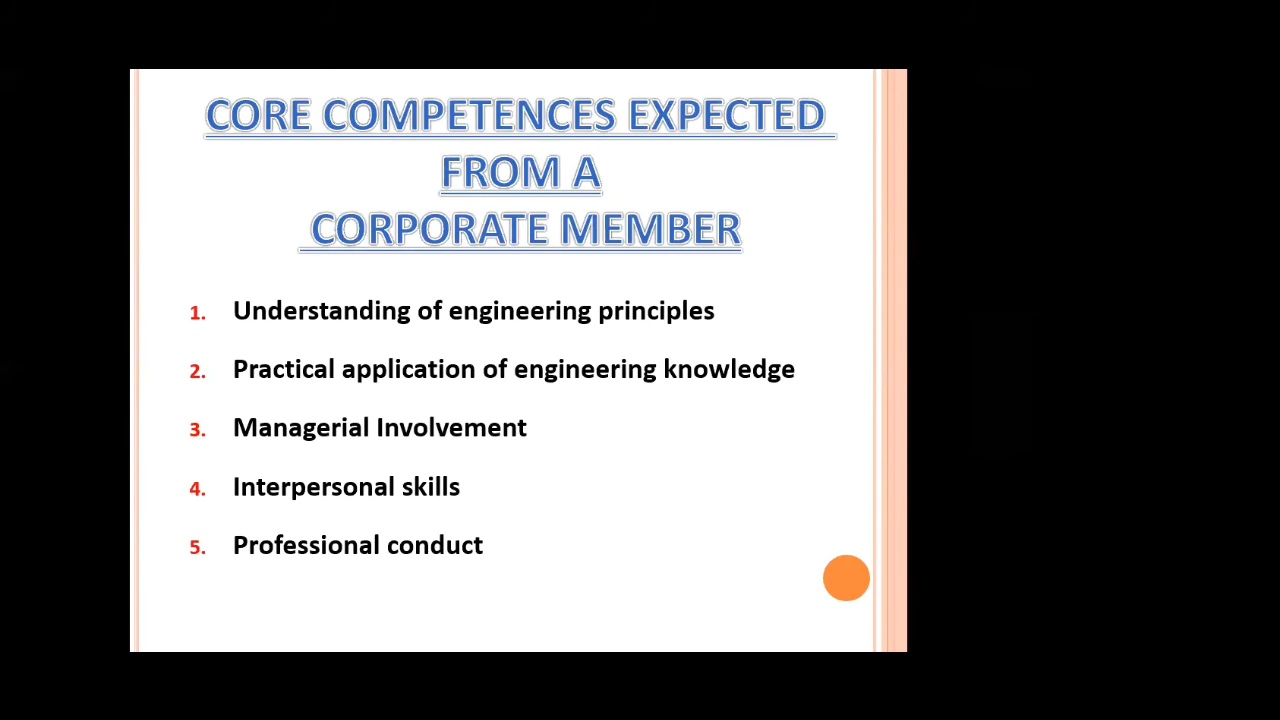 CORE COMPETENCES EXPECTED
FROM A
CORPORATE MEMBER
1. Understanding of engineering principles
2. Practical application of engineering knowledge
3. Managerial Involvement
4. Interpersonal skills
5. Professional conduct